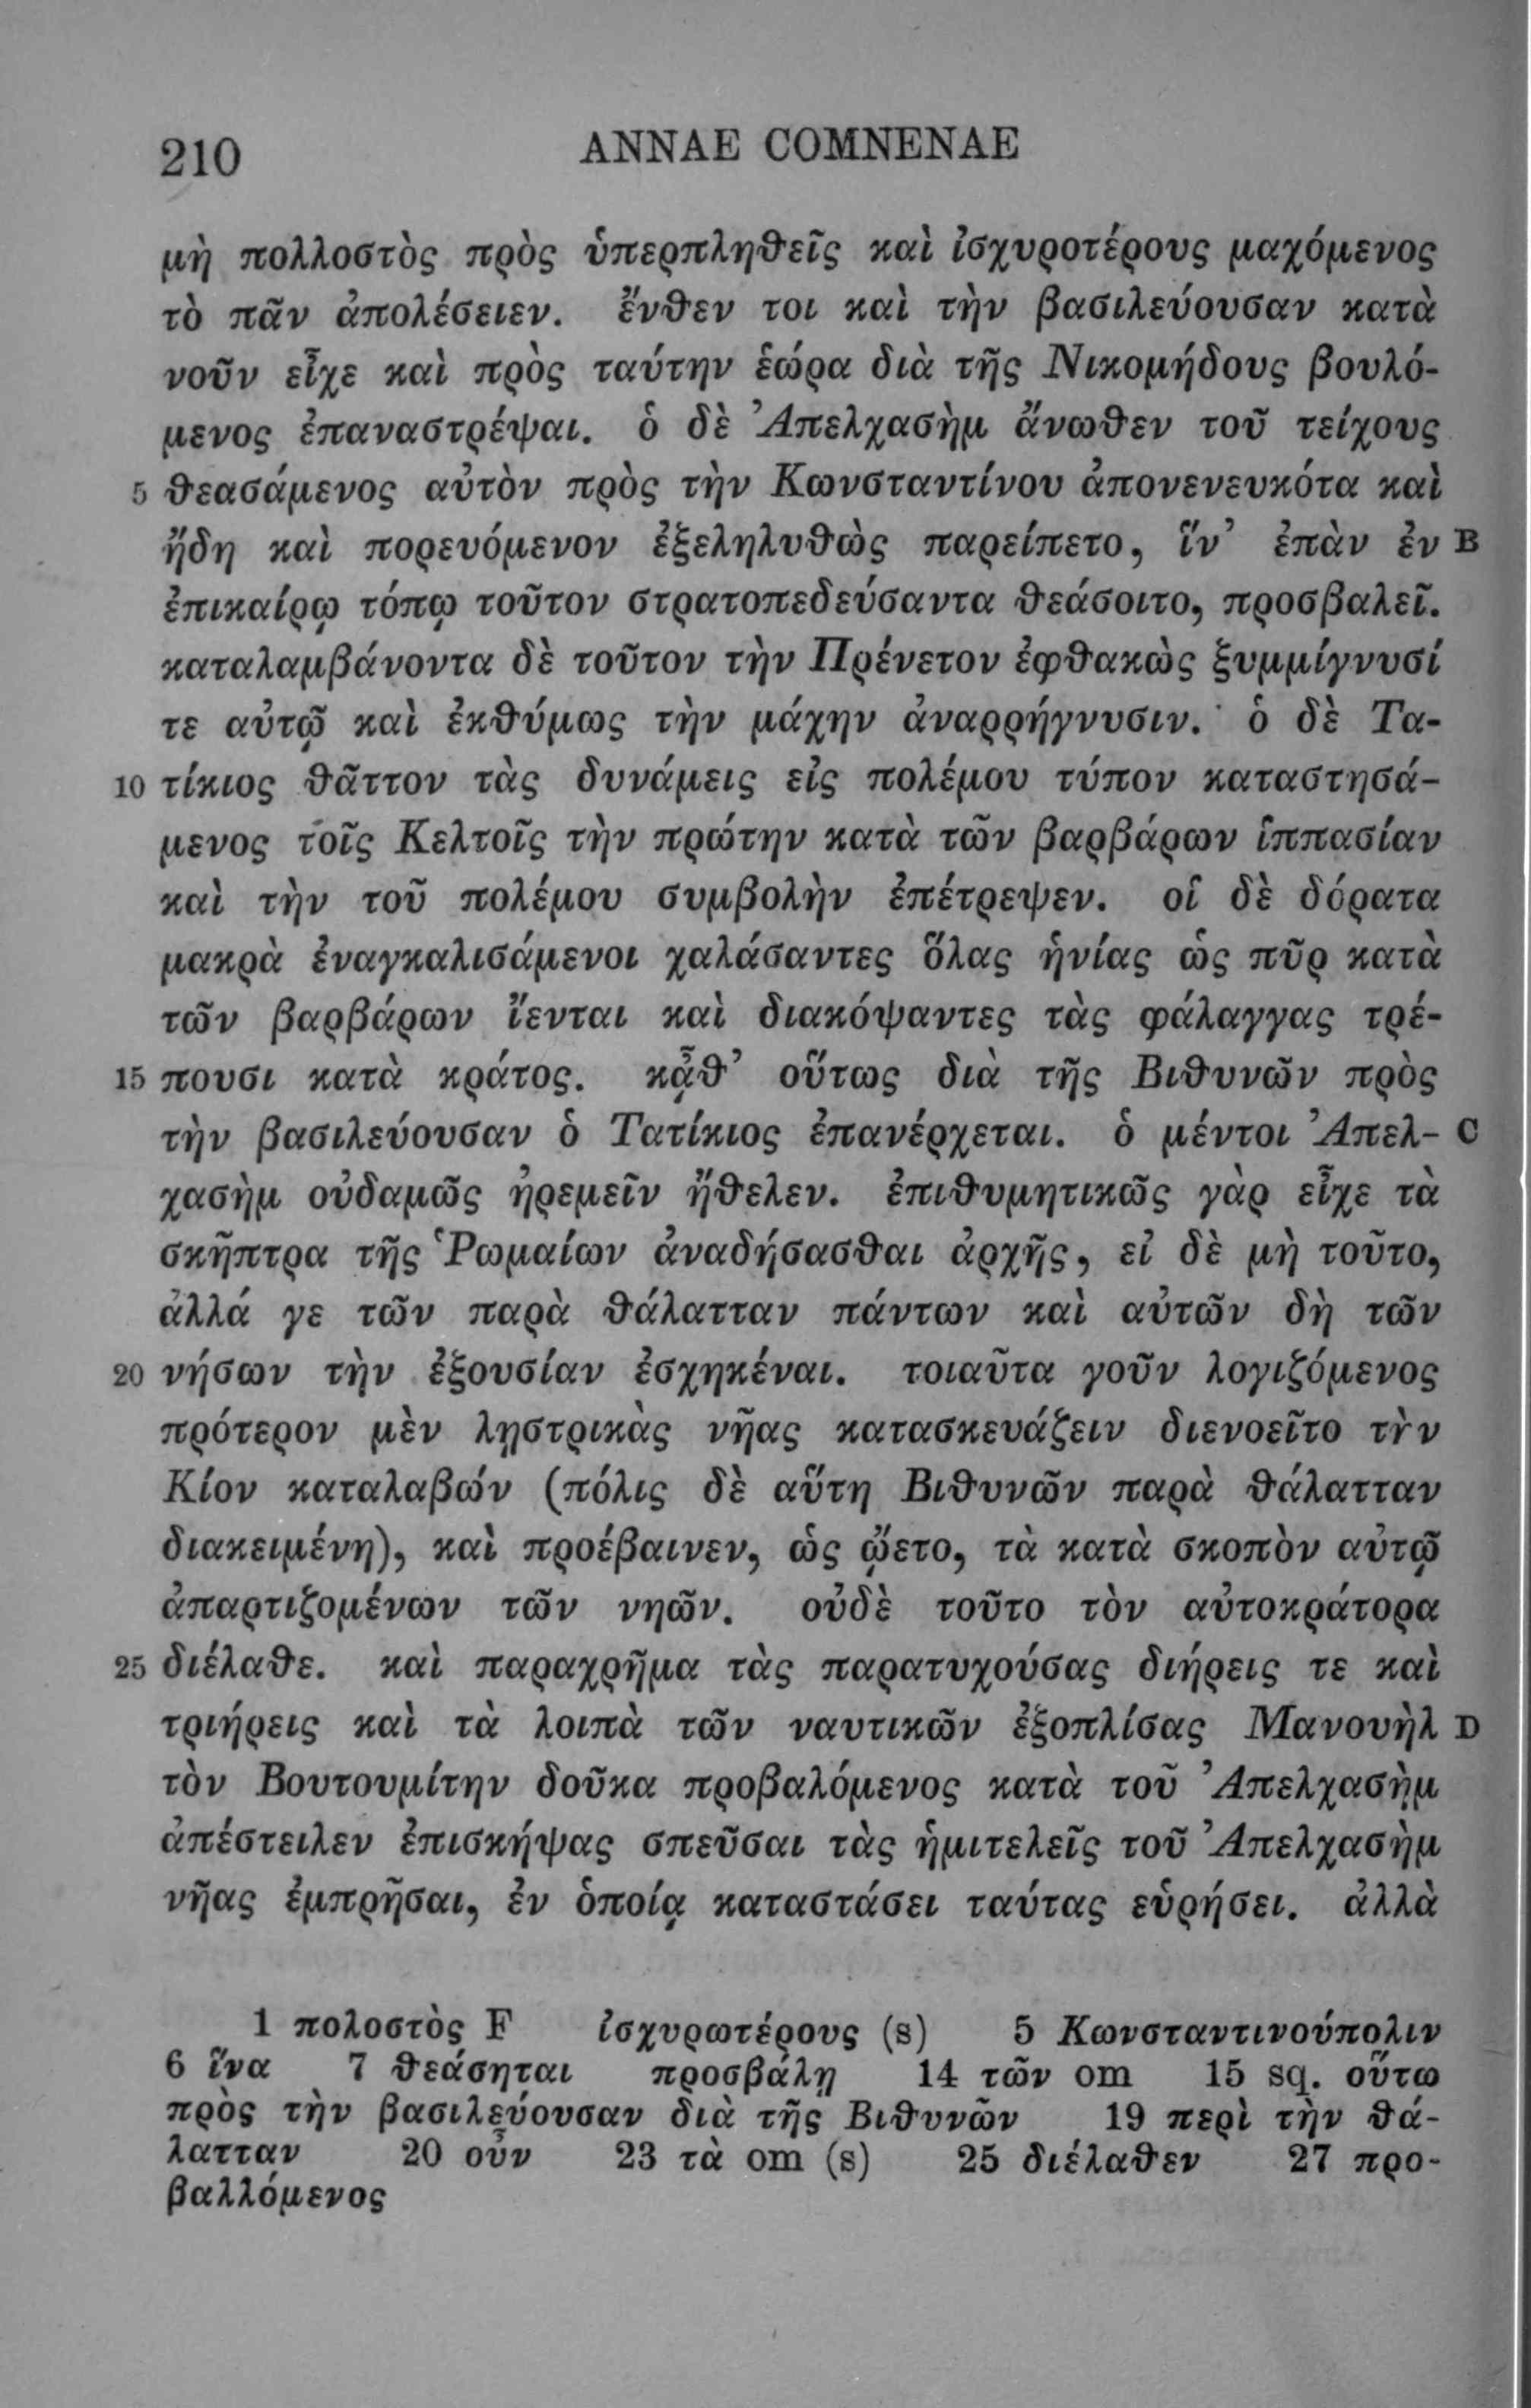 210 ANNAE COMNENAE
μὴ πολλοστὸς πρὸς ὑπερπληθεῖς καὶ ἰσχυροτέρους μαχόμενος
τὸ πᾶν ἀπολέσειεν. ἔνθεν τοι καὶ τὴν βασιλεύουσαν κατὰ
νοῦν εἶχε καὶ πρὸς ταύτην ἑώρα διὰ τῆς Νικομήδους βουλό-
μενος ἐπαναστρέψαι. ὁ δὲ Ἀπελχασὴμ ἄνωθεν τοῦ τείχους
5 θεασάμενος αὐτὸν πρὸς τὴν Κωνσταντίνου ἀπονενευκότα καὶ
ἤδη καὶ πορευόμενον ἐξεληλυθὼς παρείπετο, ἵν' ἐπὰν ἐν B
ἐπικαίρῳ τόπῳ τοῦτον στρατοπεδεύσαντα θεάσοιτο, προσβαλεῖ.
καταλαμβάνοντα δὲ τοῦτον τὴν Πρένετον ἐφθακὼς ξυμμίγνυσί
τε αὐτῷ καὶ ἐκθύμως τὴν μάχην ἀναρρήγνυσιν. ὁ δὲ Τα-
10 τίκιος θᾶττον τὰς δυνάμεις εἰς πολέμου τύπον καταστησά-
μενος τοῖς Κελτοῖς τὴν πρώτην κατὰ τῶν βαρβάρων ἱππασίαν
καὶ τὴν τοῦ πολέμου συμβολὴν ἐπέτρεψεν. οἱ δὲ δόρατα
μακρὰ ἐναγκαλισάμενοι χαλάσαντες ὅλας ἡνίας ὡς πῦρ κατὰ
τῶν βαρβάρων ἵενται καὶ διακόψαντες τὰς φάλαγγας τρέ-
15 πουσι κατὰ κράτος. κᾆθ' οὕτως διὰ τῆς Βιθυνῶν πρὸς
τὴν βασιλεύουσαν ὁ Τατίκιος ἐπανέρχεται. ὁ μέντοι Ἀπελ- C
χασὴμ οὐδαμῶς ἠρεμεῖν ἤθελεν. ἐπιθυμητικῶς γὰρ εἶχε τὰ
σκῆπτρα τῆς Ῥωμαίων ἀναδήσασθαι ἀρχῆς, εἰ δὲ μὴ τοῦτο,
ἀλλά γε τῶν παρὰ θάλατταν πάντων καὶ αὐτῶν δὴ τῶν
20 νήσων τὴν ἐξουσίαν ἐσχηκέναι. τοιαῦτα γοῦν λογιζόμενος
πρότερον μὲν λῃστρικὰς νῆας κατασκευάζειν διενοεῖτο τὴν
Κίον καταλαβών (πόλις δὲ αὕτη Βιθυνῶν παρὰ θάλατταν
διακειμένη), καὶ προέβαινεν, ὡς ᾤετο, τὰ κατὰ σκοπὸν αὐτῷ
ἀπαρτιζομένων τῶν νηῶν. οὐδὲ τοῦτο τὸν αὐτοκράτορα
25 διέλαθε. καὶ παραχρῆμα τὰς παρατυχούσας διήρεις τε καὶ
τριήρεις καὶ τὰ λοιπὰ τῶν ναυτικῶν ἐξοπλίσας Μανουὴλ D
τὸν Βουτουμίτην δοῦκα προβαλόμενος κατὰ τοῦ Ἀπελχασὴμ
ἀπέστειλεν ἐπισκήψας σπεῦσαι τὰς ἡμιτελεῖς τοῦ Ἀπελχασὴμ
νῆας ἐμπρῆσαι, ἐν ὁποίᾳ καταστάσει ταύτας εὑρήσει. ἀλλὰ
1 πολοστὸς F ἰσχυρωτέρους (s) 5 Κωνσταντινούπολιν
6 ἵνα 7 θεάσηται προσβάλῃ 14 τῶν om 15 sq. οὕτω
πρὸς τὴν βασιλεύουσαν διὰ τῆς Βιθυνῶν 19 περὶ τὴν θά-
λατταν 20 οὖν 23 τὰ om (s) 25 διέλαθεν 27 προ-
βαλλόμενος